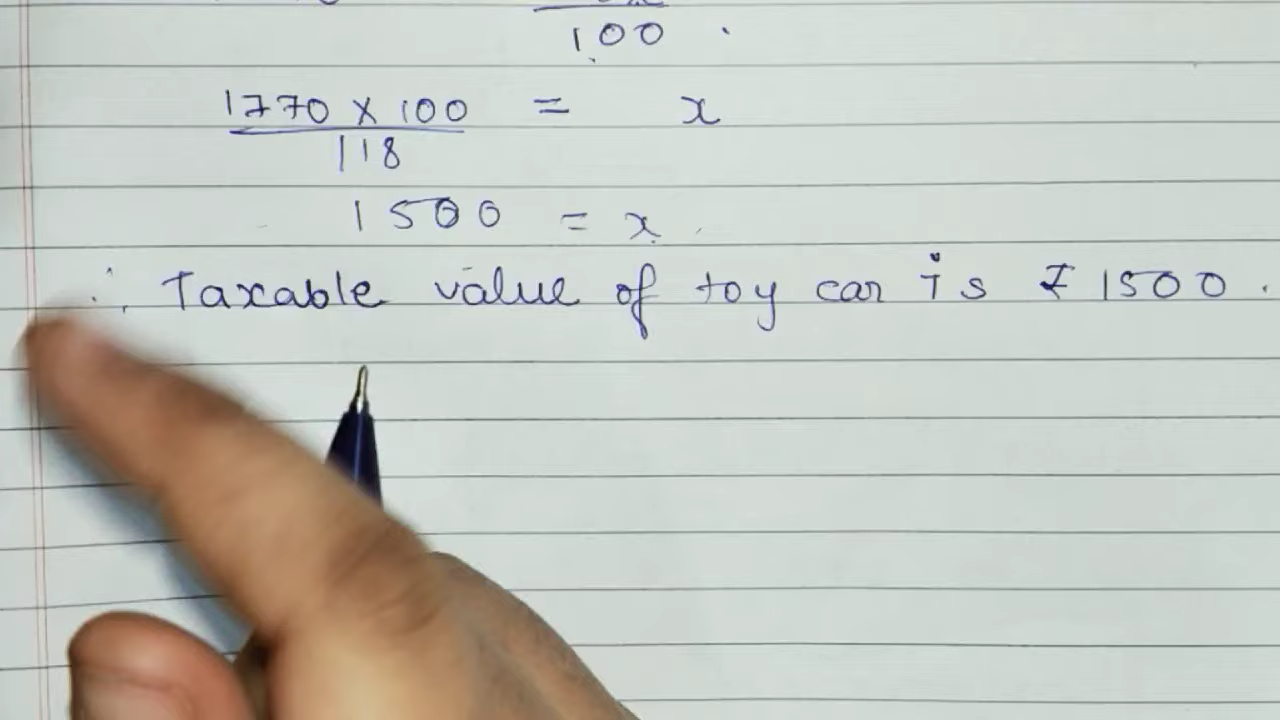 100 .
1770 × 100 = x
118
1500 = x.
∴ Taxable value of toy car is ₹ 1500.